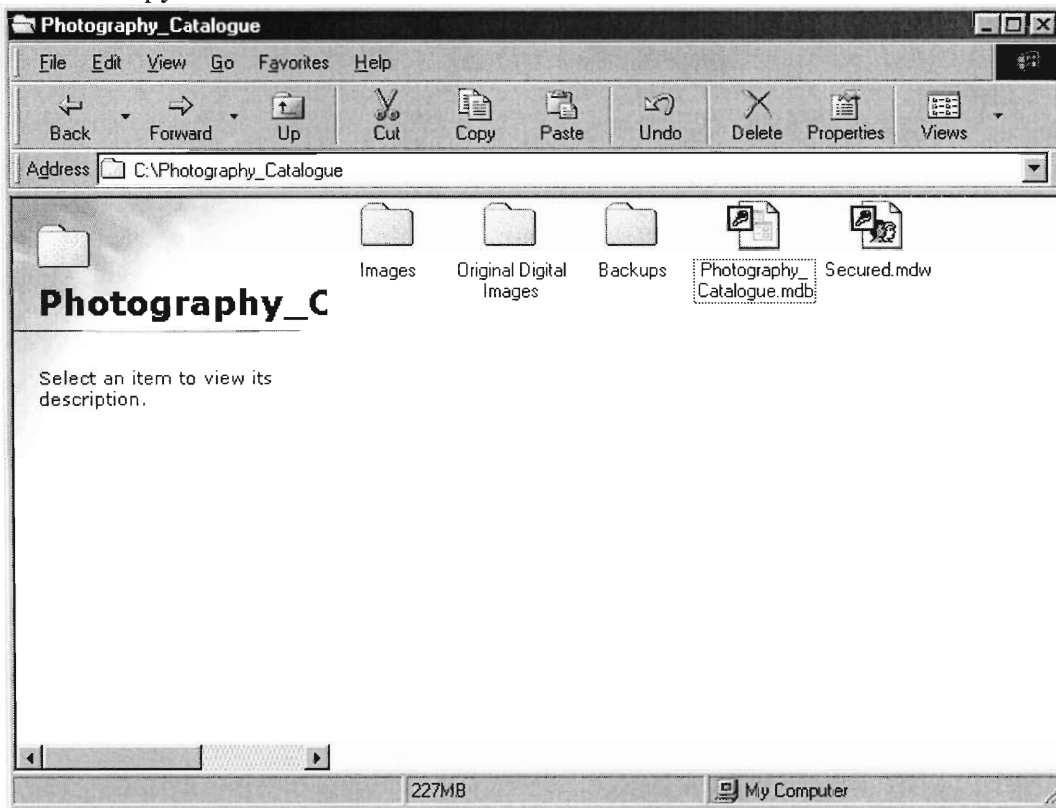 Photography_Catalogue
File Edit View Go Favorites Help
Back Forward Up Cut Copy Paste Undo Delete Properties Views
Address C:\Photography_Catalogue
Images Original Digital Images Backups Photography_Catalogue.mdb Secured.mdw
Photography_C
Select an item to view its
description.
227MB My Computer